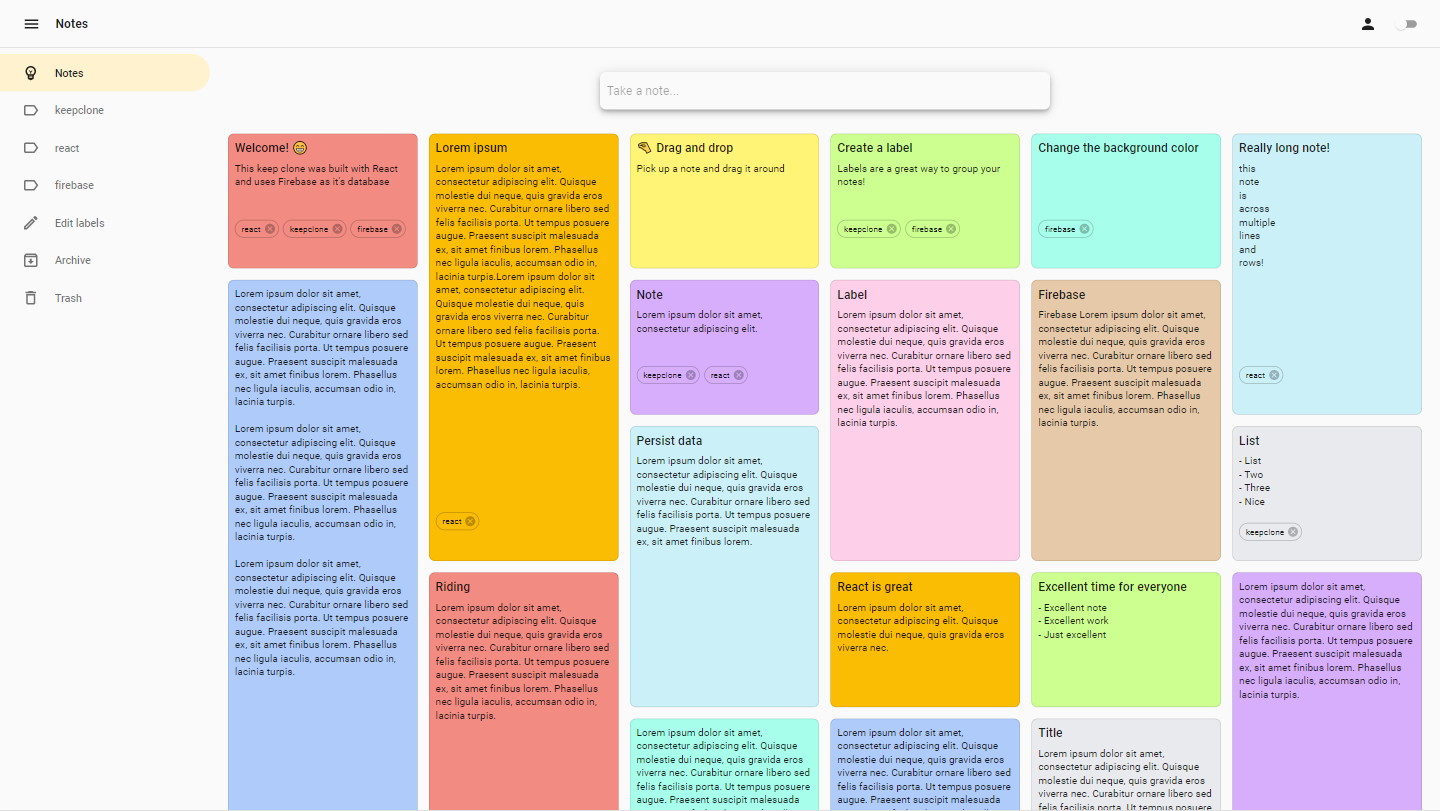 Notes
Notes
keepclone
react
firebase
Edit labels
Archive
Trash
Take a note...
Welcome! 😁
This keep clone was built with React
and uses Firebase as it's database
react
keepclone
firebase
Lorem ipsum dolor sit amet,
consectetur adipiscing elit. Quisque
molestie dui neque, quis gravida eros
viverra nec. Curabitur ornare libero sed
felis facilisis porta. Ut tempus posuere
augue. Praesent suscipit malesuada
ex, sit amet finibus lorem. Phasellus
nec ligula iaculis, accumsan odio in,
lacinia turpis.
Lorem ipsum dolor sit amet,
consectetur adipiscing elit. Quisque
molestie dui neque, quis gravida eros
viverra nec. Curabitur ornare libero sed
felis facilisis porta. Ut tempus posuere
augue. Praesent suscipit malesuada
ex, sit amet finibus lorem. Phasellus
nec ligula iaculis, accumsan odio in,
lacinia turpis.
Lorem ipsum dolor sit amet,
consectetur adipiscing elit. Quisque
molestie dui neque, quis gravida eros
viverra nec. Curabitur ornare libero sed
felis facilisis porta. Ut tempus posuere
augue. Praesent suscipit malesuada
ex, sit amet finibus lorem. Phasellus
nec ligula iaculis, accumsan odio in,
lacinia turpis.
Lorem ipsum
Lorem ipsum dolor sit amet,
consectetur adipiscing elit. Quisque
molestie dui neque, quis gravida eros
viverra nec. Curabitur ornare libero sed
felis facilisis porta. Ut tempus posuere
augue. Praesent suscipit malesuada
ex, sit amet finibus lorem. Phasellus
nec ligula iaculis, accumsan odio in,
lacinia turpis.Lorem ipsum dolor sit
amet, consectetur adipiscing elit.
Quisque molestie dui neque, quis
gravida eros viverra nec. Curabitur
ornare libero sed felis facilisis porta.
Ut tempus posuere augue. Praesent
suscipit malesuada ex, sit amet finibus
lorem. Phasellus nec ligula iaculis,
accumsan odio in, lacinia turpis.
react
Riding
Lorem ipsum dolor sit amet,
consectetur adipiscing elit. Quisque
molestie dui neque, quis gravida eros
viverra nec. Curabitur ornare libero sed
felis facilisis porta. Ut tempus posuere
augue. Praesent suscipit malesuada
ex, sit amet finibus lorem. Phasellus
nec ligula iaculis, accumsan odio in,
lacinia turpis.
Drag and drop
Pick up a note and drag it around
Note
Lorem ipsum dolor sit amet,
consectetur adipiscing elit.
keepclone
react
Persist data
Lorem ipsum dolor sit amet,
consectetur adipiscing elit. Quisque
molestie dui neque, quis gravida eros
viverra nec. Curabitur ornare libero sed
felis facilisis porta. Ut tempus posuere
augue. Praesent suscipit malesuada
ex, sit amet finibus lorem.
Lorem ipsum dolor sit amet,
consectetur adipiscing elit. Quisque
molestie dui neque, quis gravida eros
viverra nec. Curabitur ornare libero sed
felis facilisis porta. Ut tempus posuere
augue. Praesent suscipit malesuada
Create a label
Labels are a great way to group your
notes!
keepclone
firebase
Label
Lorem ipsum dolor sit amet,
consectetur adipiscing elit. Quisque
molestie dui neque, quis gravida eros
viverra nec. Curabitur ornare libero sed
felis facilisis porta. Ut tempus posuere
augue. Praesent suscipit malesuada
ex, sit amet finibus lorem. Phasellus
nec ligula iaculis, accumsan odio in,
lacinia turpis.
React is great
Lorem ipsum dolor sit amet,
consectetur adipiscing elit. Quisque
molestie dui neque, quis gravida eros
viverra nec.
Lorem ipsum dolor sit amet,
consectetur adipiscing elit. Quisque
molestie dui neque, quis gravida eros
viverra nec. Curabitur ornare libero sed
felis facilisis porta. Ut tempus posuere
augue. Praesent suscipit malesuada
Change the background color
firebase
Firebase
Firebase Lorem ipsum dolor sit amet,
consectetur adipiscing elit. Quisque
molestie dui neque, quis gravida eros
viverra nec. Curabitur ornare libero sed
felis facilisis porta. Ut tempus posuere
augue. Praesent suscipit malesuada
ex, sit amet finibus lorem. Phasellus
nec ligula iaculis, accumsan odio in,
lacinia turpis.
Excellent time for everyone
- Excellent note
- Excellent work
- Just excellent
Title
Lorem ipsum dolor sit amet,
consectetur adipiscing elit. Quisque
molestie dui neque, quis gravida eros
viverra nec. Curabitur ornare libero sed
felis facilisis porta. Ut tempus posuere
Really long note!
this
note
is
across
multiple
lines
and
rows!
react
List
- List
- Two
- Three
- Nice
keepclone
Lorem ipsum dolor sit amet,
consectetur adipiscing elit. Quisque
molestie dui neque, quis gravida eros
viverra nec. Curabitur ornare libero sed
felis facilisis porta. Ut tempus posuere
augue. Praesent suscipit malesuada
ex, sit amet finibus lorem. Phasellus
nec ligula iaculis, accumsan odio in,
lacinia turpis.